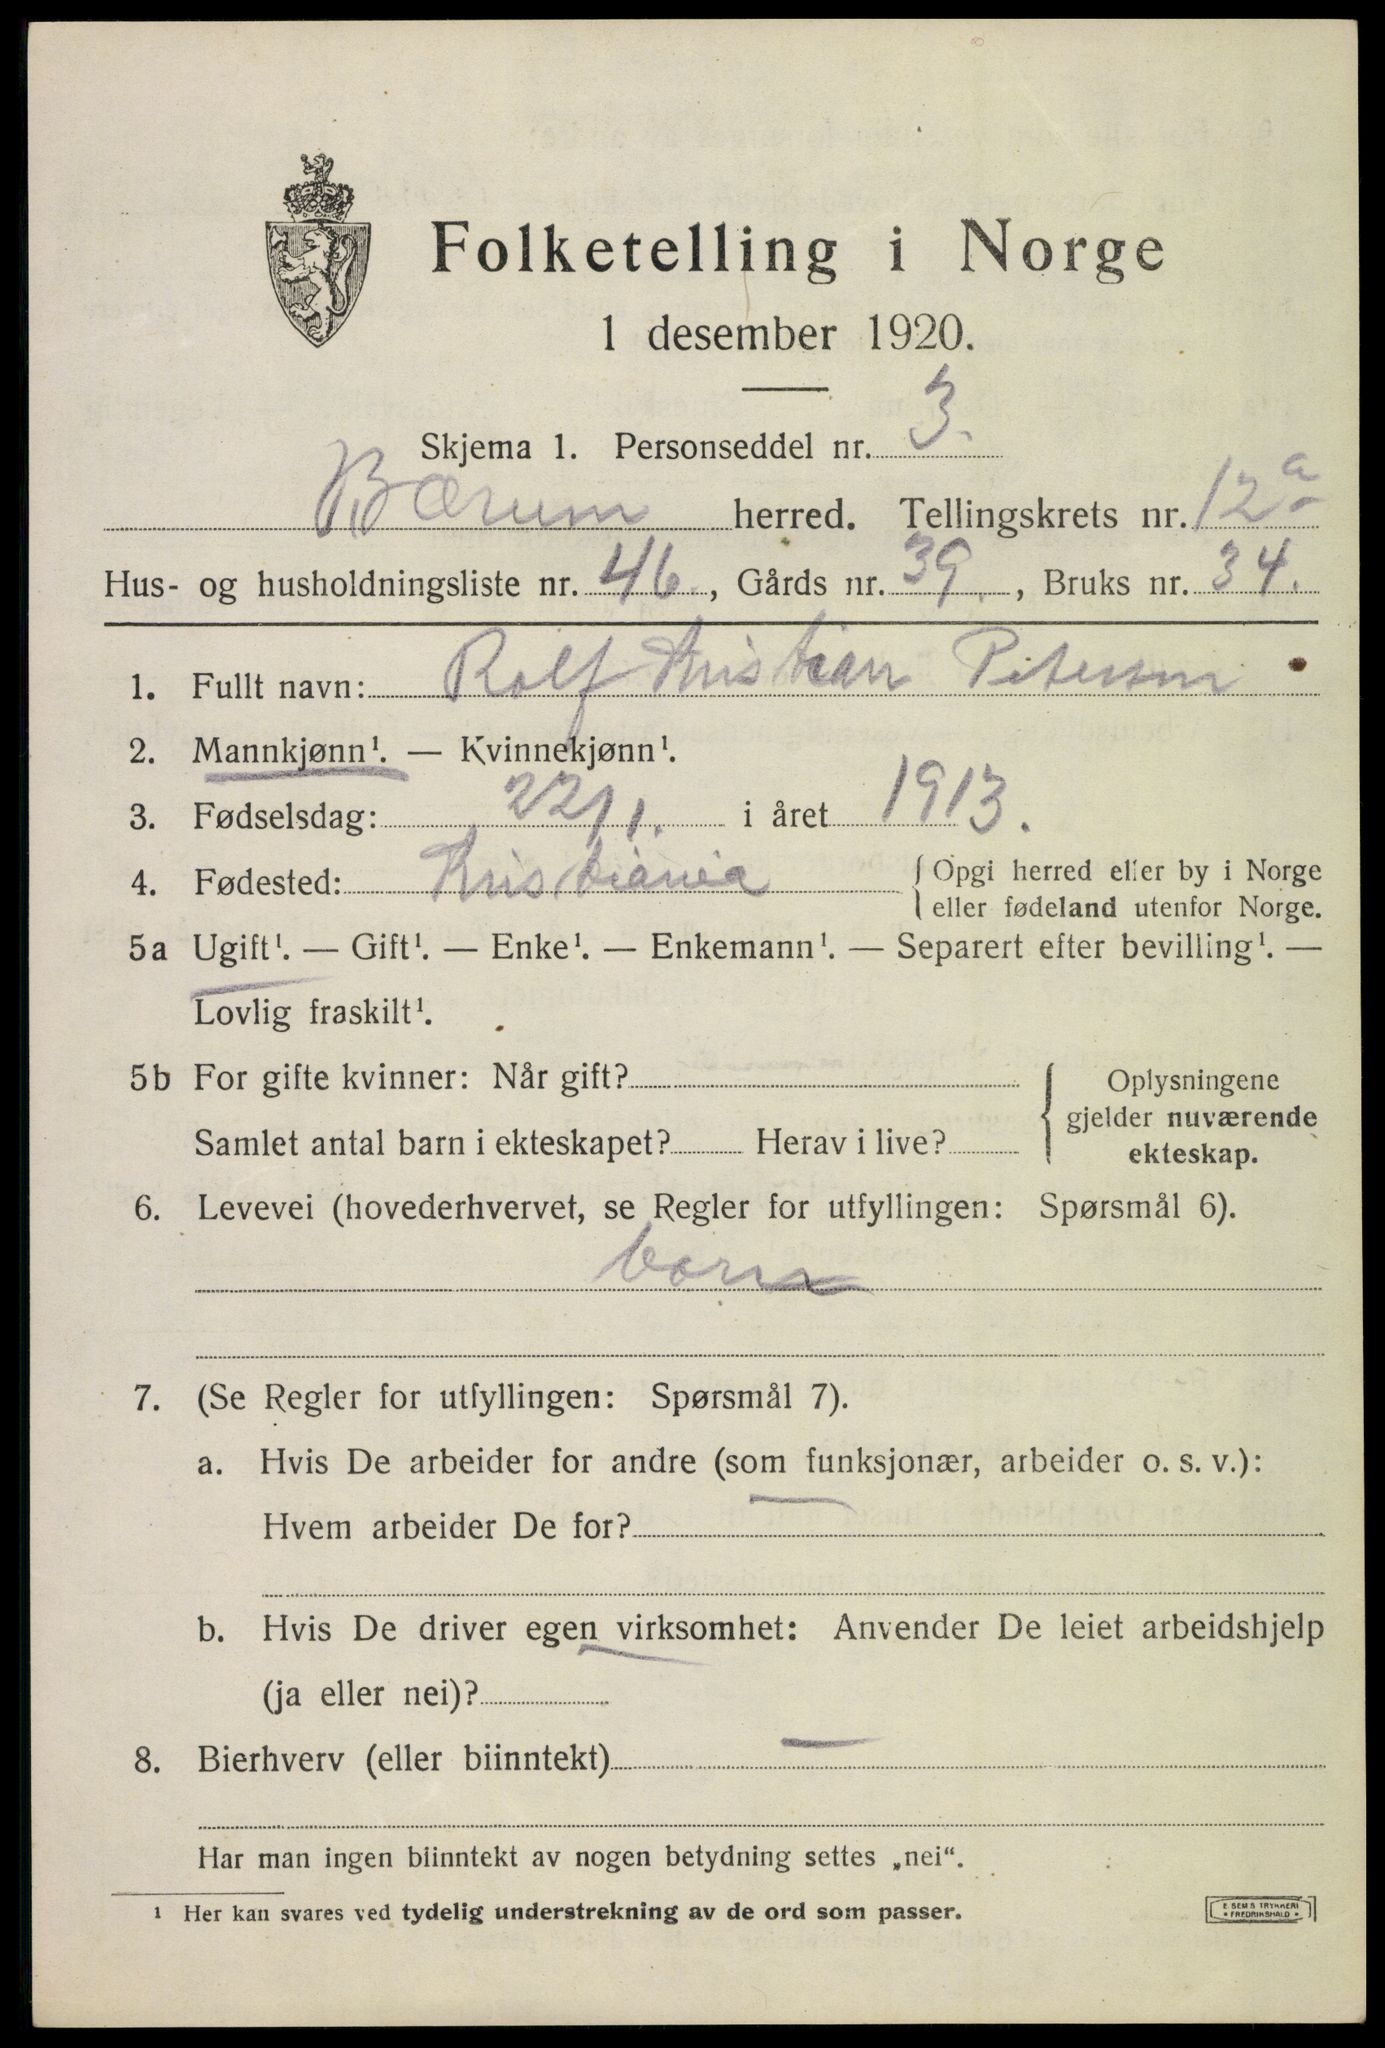 Folketelling i Norge
1 desember 1920.
Skjema 1. Personseddel nr. 3.
Bærum herred. Tellingskrets nr. 12a
Hus- og husholdningsliste nr. 46., Gårds nr. 39., Bruks nr. 34.
1. Fullt navn: Rolf Kristian Petersen
2. Mannkjønn¹. — Kvinnekjønn¹.
3. Fødselsdag: 22/1. i året 1913.
4. Fødested: Kristiania { Opgi herred eller by i Norge
eller fødeland utenfor Norge.
5a Ugift¹. — Gift¹. — Enke¹. — Enkemann¹. — Separert efter bevilling¹. —
Lovlig fraskilt¹.
5b For gifte kvinner: Når gift?
Samlet antal barn i ekteskapet? Herav i live?
Oplysningene
gjelder nuværende
ekteskap.
6. Levevei (hovederhvervet, se Regler for utfyllingen: Spørsmål 6).
barn
7. (Se Regler for utfyllingen: Spørsmål 7).
a. Hvis De arbeider for andre (som funksjonær, arbeider o. s. v.):
Hvem arbeider De for? —
b. Hvis De driver egen virksomhet: Anvender De leiet arbeidshjelp
(ja eller nei)? —
8. Bierhverv (eller biinntekt) —
Har man ingen biinntekt av nogen betydning settes „nei“.
¹ Her kan svares ved tydelig understrekning av de ord som passer.
E. SEM'S TRYKKERI
• FREDRIKSHALD •